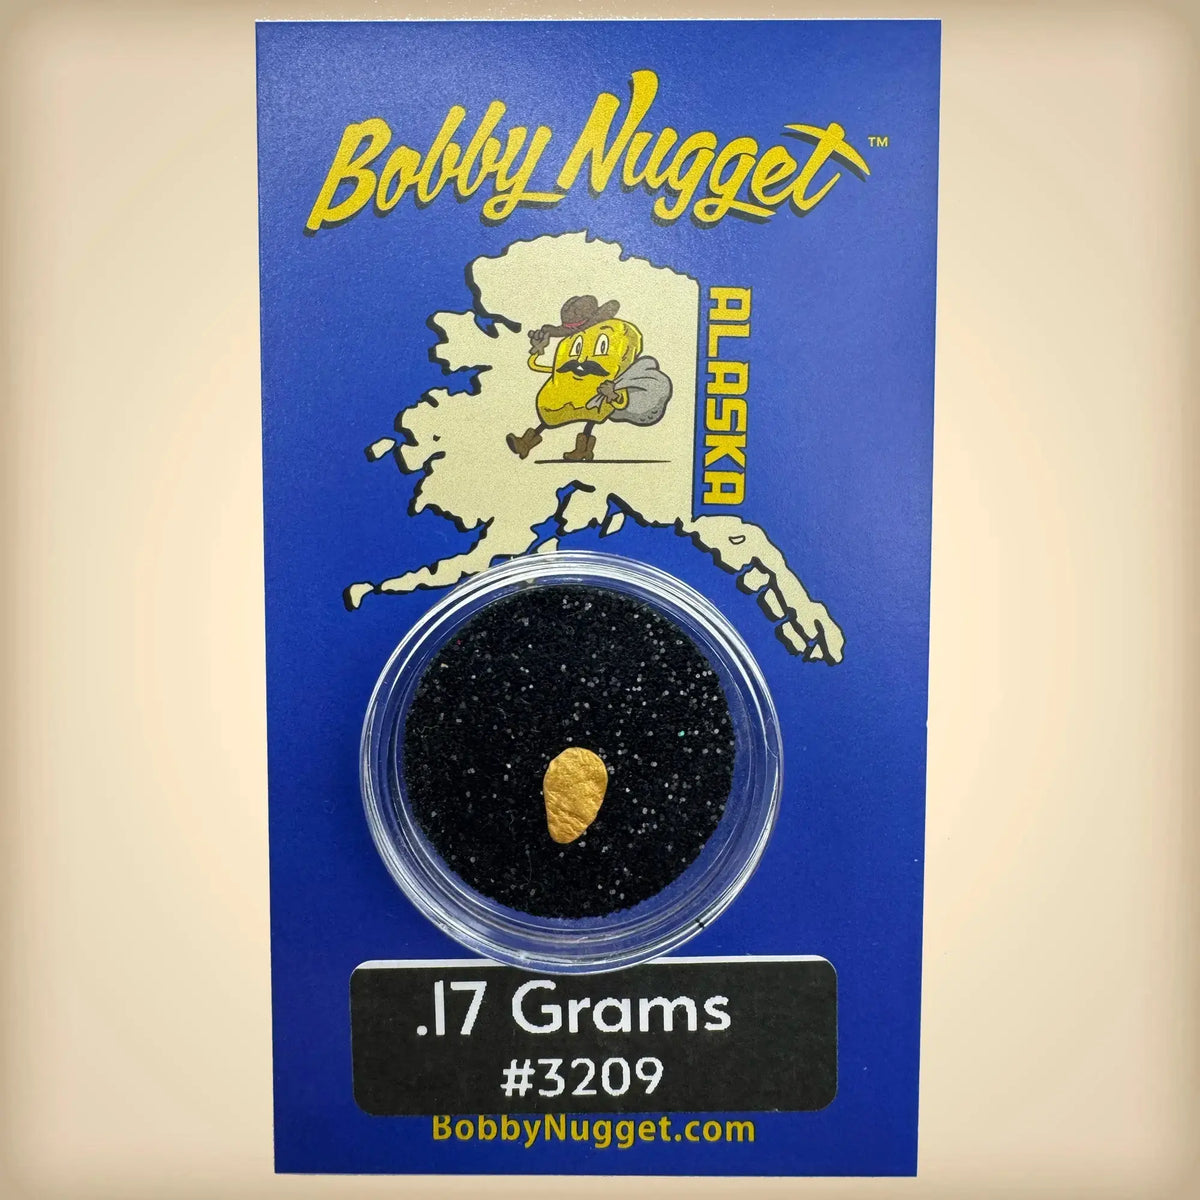 Bobby Nugget™
ALASKA
.17 Grams
#3209
BobbyNugget.com